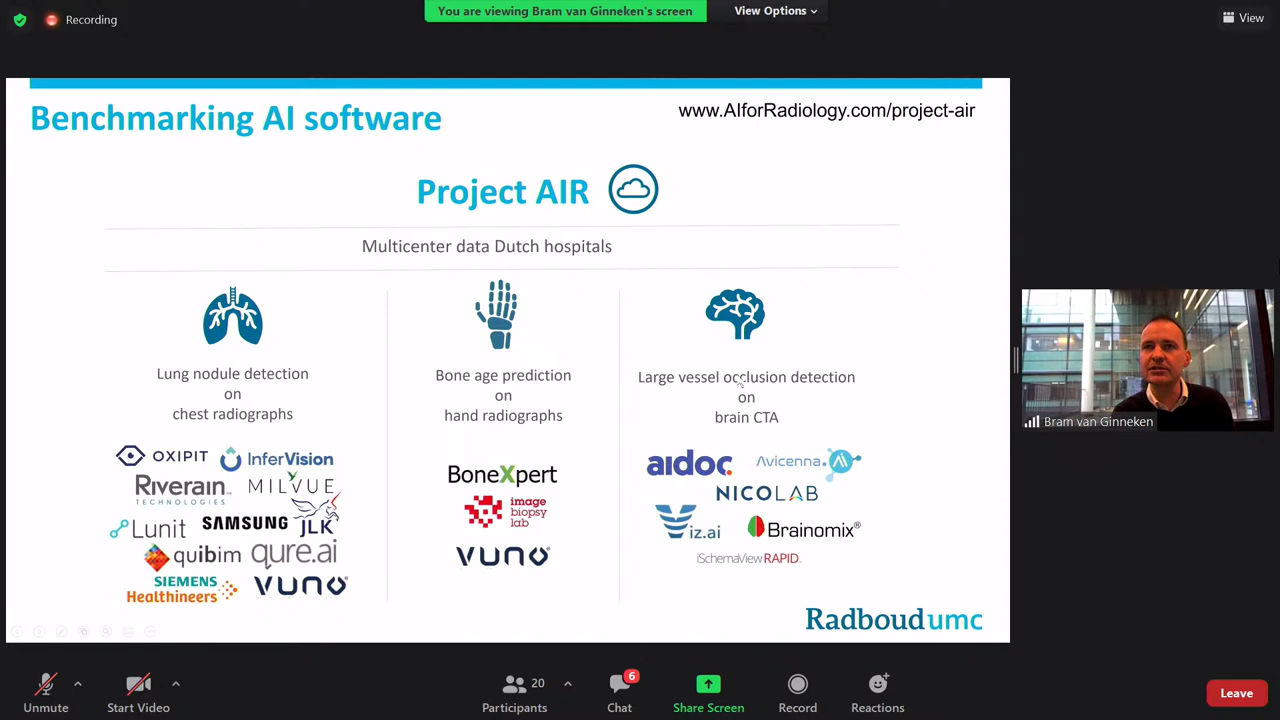 Recording
You are viewing Bram van Ginneken's screen
View Options
View
Benchmarking AI software
www.AIforRadiology.com/project-air
Project AIR
Multicenter data Dutch hospitals
Lung nodule detection
on
chest radiographs
OXIPIT
InferVision
Riverain
TECHNOLOGIES
MILVUE
Lunit
SAMSUNG
JLK
quibim
qure.ai
SIEMENS
Healthineers
VUNO
Bone age prediction
on
hand radiographs
BoneXpert
image
biopsy
lab
VUNO
Large vessel occlusion detection
on
brain CTA
aidoc
Avicenna.AI
NICOLAB
Viz.ai
Brainomix®
iSchemaView RAPID
Radboudumc
Bram van Ginneken
Unmute
Start Video
Participants
20
Chat
6
Share Screen
Record
Reactions
Leave